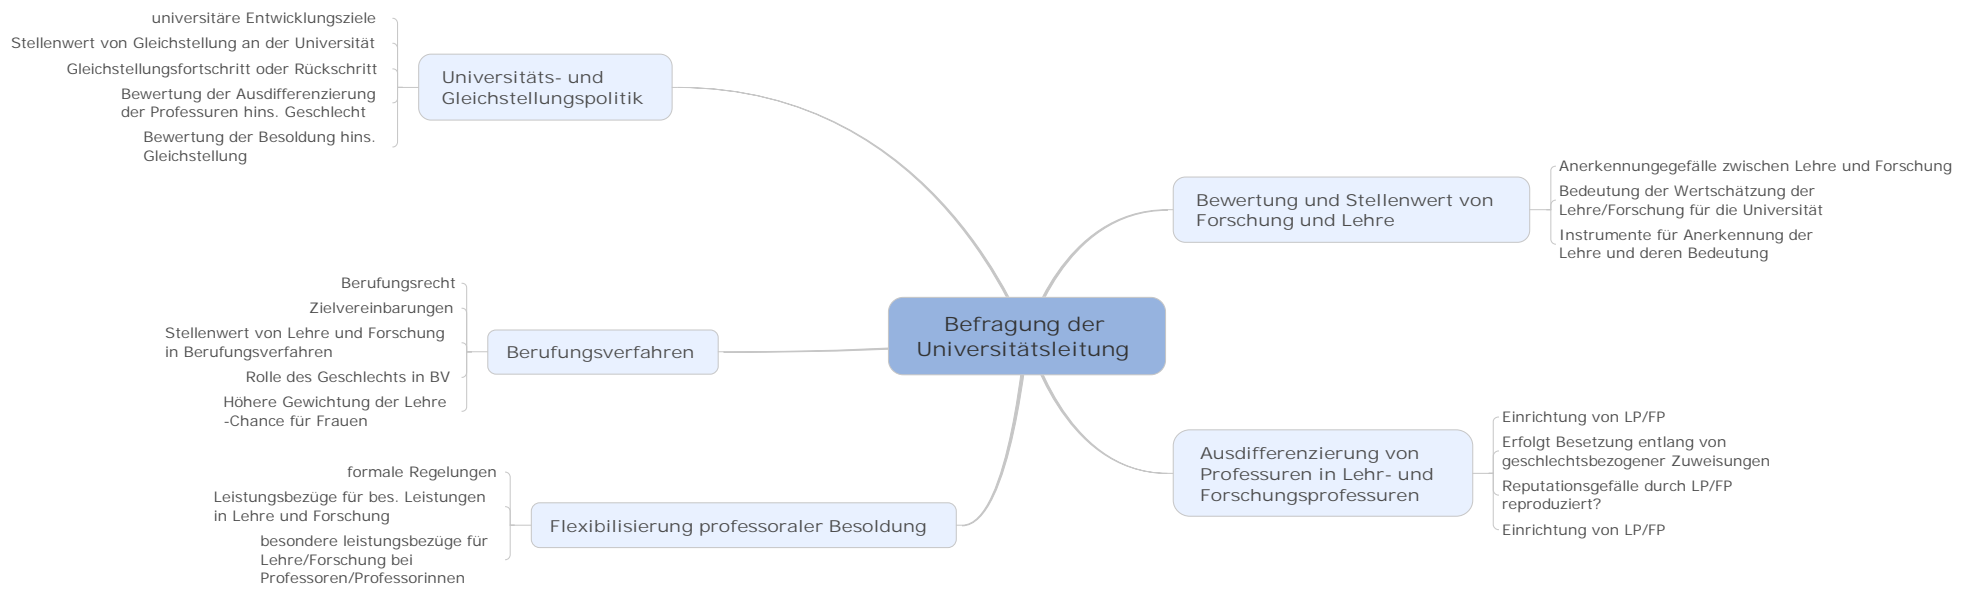 universitäre Entwicklungsziele
Stellenwert von Gleichstellung an der Universität
Gleichstellungsfortschritt oder Rückschritt
Bewertung der Ausdifferenzierung
der Professuren hins. Geschlecht
Bewertung der Besoldung hins.
Gleichstellung
Universitäts- und
Gleichstellungspolitik
Berufungsrecht
Zielvereinbarungen
Stellenwert von Lehre und Forschung
in Berufungsverfahren
Rolle des Geschlechts in BV
Höhere Gewichtung der Lehre
-Chance für Frauen
Berufungsverfahren
formale Regelungen
Leistungsbezüge für bes. Leistungen
in Lehre und Forschung
besondere leistungsbezüge für
Lehre/Forschung bei
Professoren/Professorinnen
Flexibilisierung professoraler Besoldung
Befragung der
Universitätsleitung
Bewertung und Stellenwert von
Forschung und Lehre
Anerkennungegefälle zwischen Lehre und Forschung
Bedeutung der Wertschätzung der
Lehre/Forschung für die Universität
Instrumente für Anerkennung der
Lehre und deren Bedeutung
Ausdifferenzierung von
Professuren in Lehr- und
Forschungsprofessuren
Einrichtung von LP/FP
Erfolgt Besetzung entlang von
geschlechtsbezogener Zuweisungen
Reputationsgefälle durch LP/FP
reproduziert?
Einrichtung von LP/FP